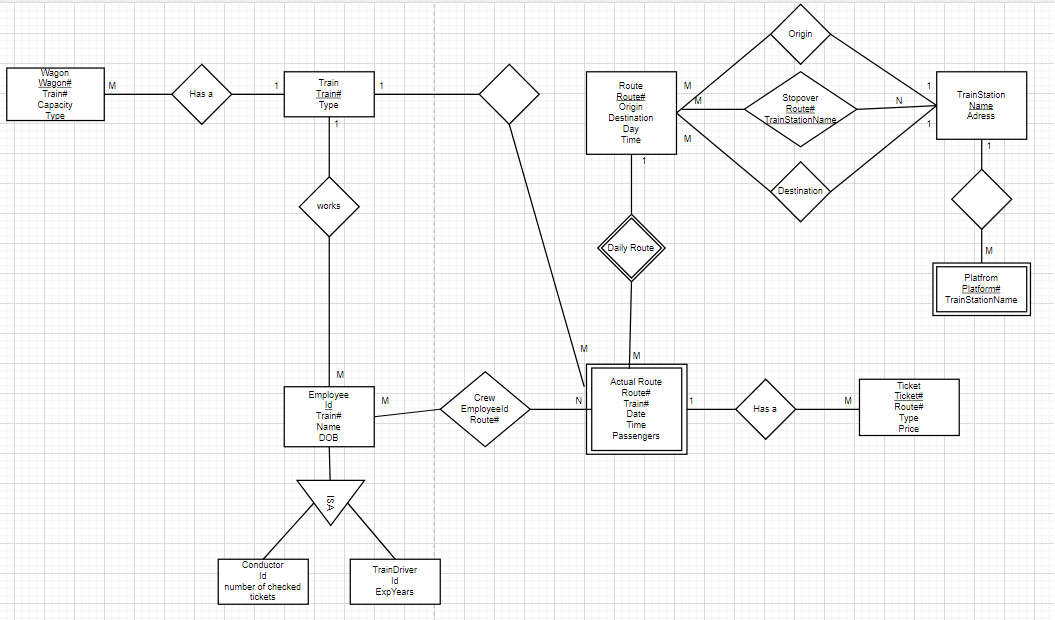 Origin
Wagon
Wagon#
Train#
Capacity
Type
M
Has a
1
Train
Train#
Type
1
1
Route
Route#
Origin
Destination
Day
Time
M
M
M
Stopover
Route#
TrainStationName
N
1
1
TrainStation
Name
Adress
1
Destination
works
1
Daily Route
M
Platfrom
Platform#
TrainStationName
M
M
M
Employee
Id
Train#
Name
DOB
M
Crew
EmployeeId
Route#
N
Actual Route
Route#
Train#
Date
Time
Passengers
1
Has a
M
Ticket
Ticket#
Route#
Type
Price
ISA
Conductor
Id
number of checked
tickets
TrainDriver
Id
ExpYears